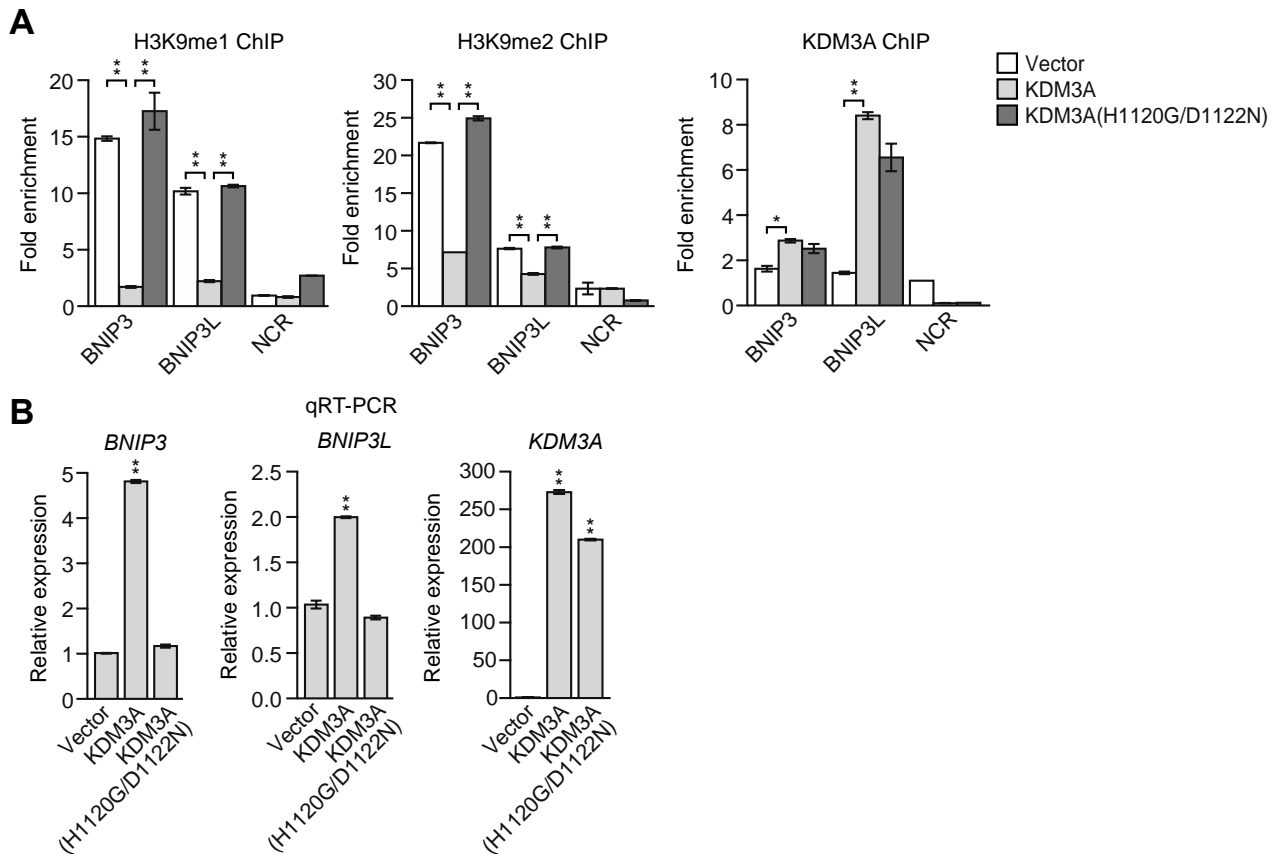 A
H3K9me1 ChIP
H3K9me2 ChIP
KDM3A ChIP
Vector
KDM3A
KDM3A(H1120G/D1122N)
Fold enrichment
20
15
10
5
0
** ** ** **
BNIP3
BNIP3L
NCR
Fold enrichment
30
25
20
15
10
5
0
** ** ** **
BNIP3
BNIP3L
NCR
Fold enrichment
10
8
6
4
2
0
* **
BNIP3
BNIP3L
NCR
B
qRT-PCR
BNIP3
BNIP3L
KDM3A
Relative expression
5
4
3
2
1
0
**
Vector
KDM3A
KDM3A
(H1120G/D1122N)
Relative expression
2.5
2.0
1.5
1.0
0.5
0.0
**
Vector
KDM3A
KDM3A
(H1120G/D1122N)
Relative expression
300
250
200
150
100
50
0
** **
Vector
KDM3A
KDM3A
(H1120G/D1122N)